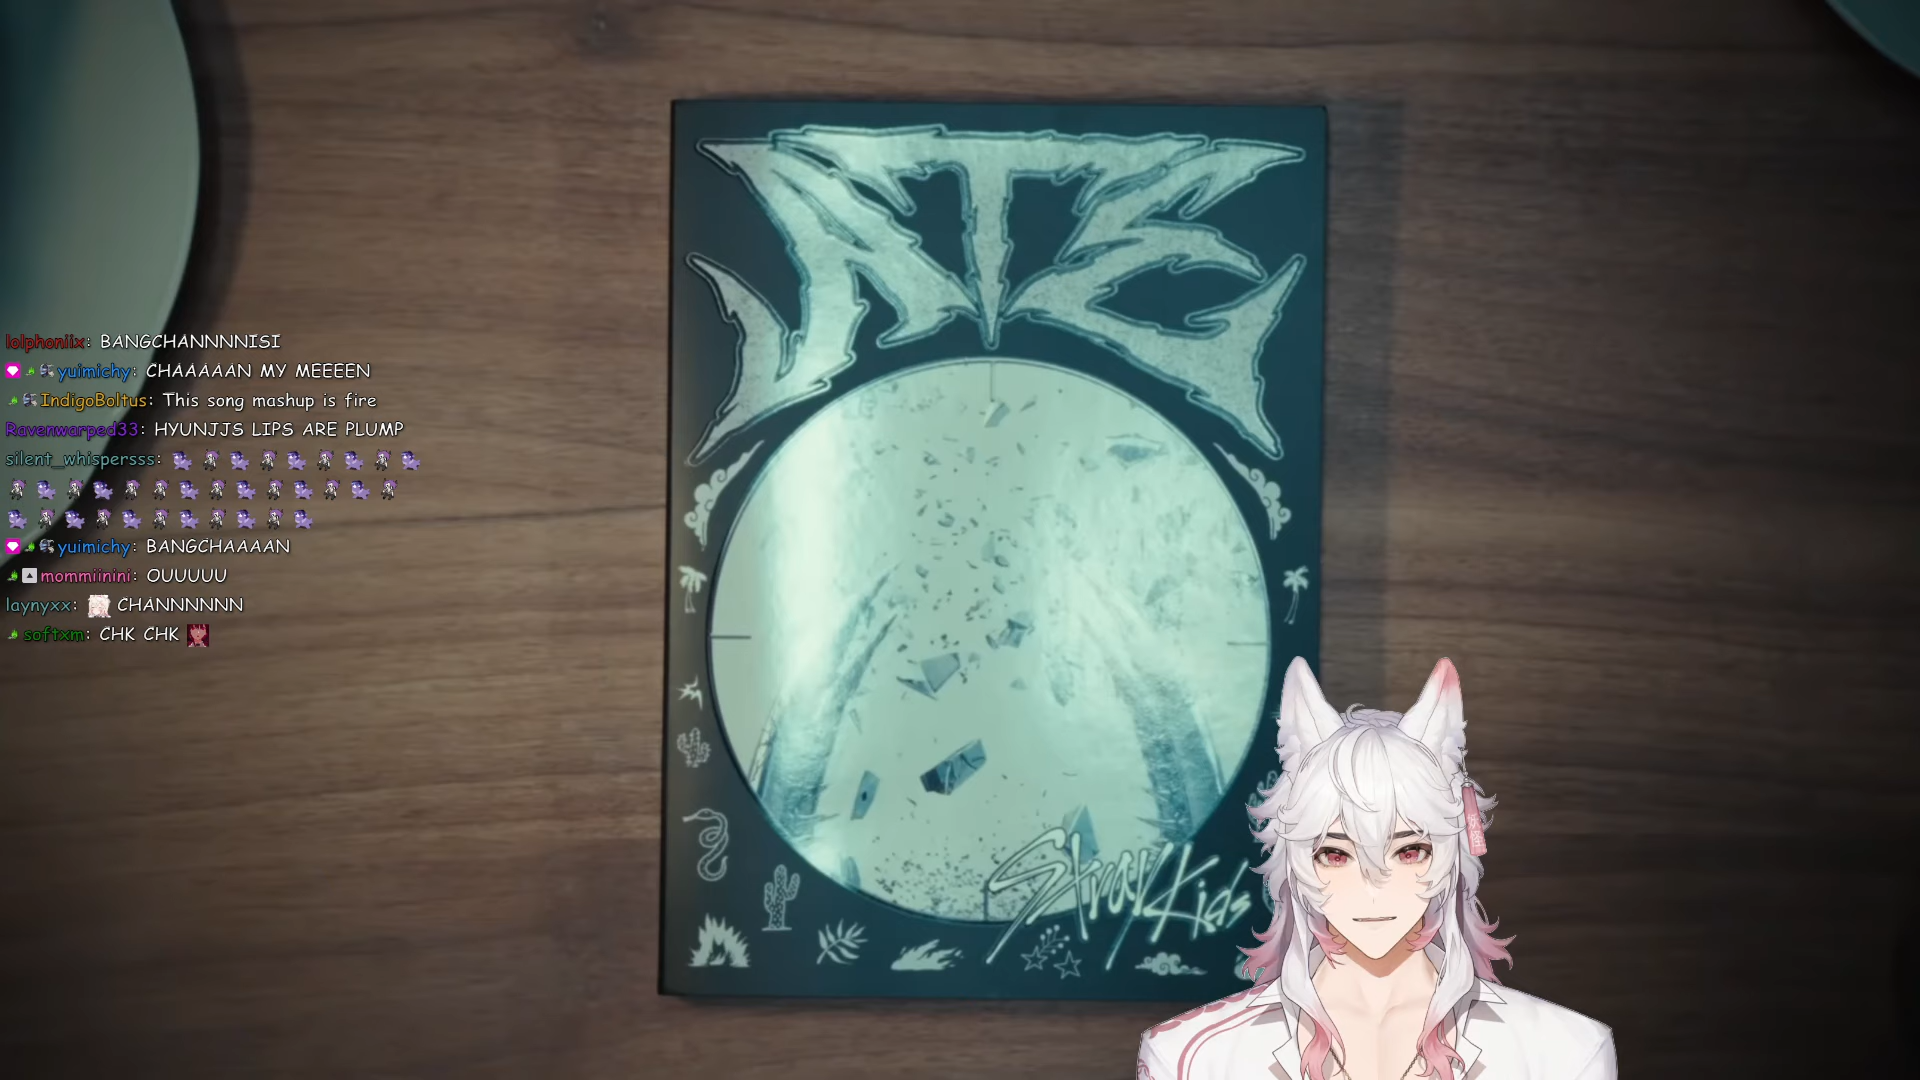 ATE
lolphoniix: BANGCHANNNNISI
yuimichy: CHAAAAAN MY MEEEEN
IndigoBoltus: This song mashup is fire
Ravenwarped33: HYUNJJS LIPS ARE PLUMP
silent_whispersss:
yuimichy: BANGCHAAAAN
mommiinini: OUUUUU
laynyxx: CHANNNNNN
softxm: CHK CHK
Stray Kids